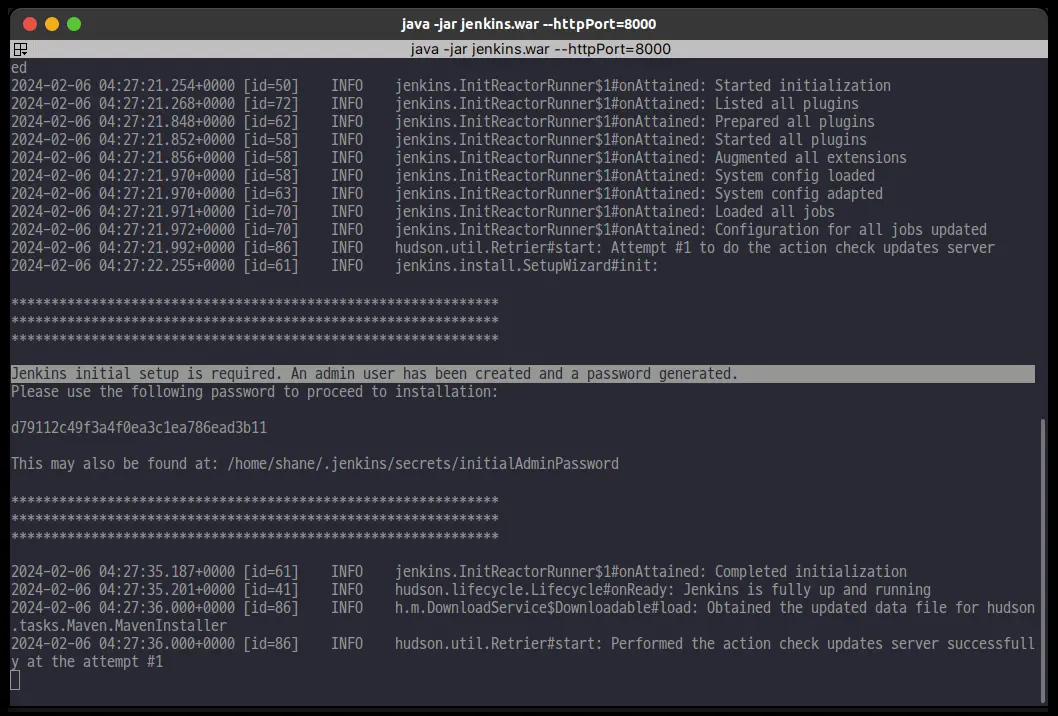 java -jar jenkins.war --httpPort=8000
java -jar jenkins.war --httpPort=8000
ed
2024-02-06 04:27:21.254+0000 [id=50]    INFO    jenkins.InitReactorRunner$1#onAttained: Started initialization
2024-02-06 04:27:21.268+0000 [id=72]    INFO    jenkins.InitReactorRunner$1#onAttained: Listed all plugins
2024-02-06 04:27:21.848+0000 [id=62]    INFO    jenkins.InitReactorRunner$1#onAttained: Prepared all plugins
2024-02-06 04:27:21.852+0000 [id=58]    INFO    jenkins.InitReactorRunner$1#onAttained: Started all plugins
2024-02-06 04:27:21.856+0000 [id=58]    INFO    jenkins.InitReactorRunner$1#onAttained: Augmented all extensions
2024-02-06 04:27:21.970+0000 [id=58]    INFO    jenkins.InitReactorRunner$1#onAttained: System config loaded
2024-02-06 04:27:21.970+0000 [id=63]    INFO    jenkins.InitReactorRunner$1#onAttained: System config adapted
2024-02-06 04:27:21.971+0000 [id=70]    INFO    jenkins.InitReactorRunner$1#onAttained: Loaded all jobs
2024-02-06 04:27:21.972+0000 [id=70]    INFO    jenkins.InitReactorRunner$1#onAttained: Configuration for all jobs updated
2024-02-06 04:27:21.992+0000 [id=86]    INFO    hudson.util.Retrier#start: Attempt #1 to do the action check updates server
2024-02-06 04:27:22.255+0000 [id=61]    INFO    jenkins.install.SetupWizard#init:
*************************************************************
*************************************************************
*************************************************************
Jenkins initial setup is required. An admin user has been created and a password generated.
Please use the following password to proceed to installation:
d79112c49f3a4f0ea3c1ea786ead3b11
This may also be found at: /home/shane/.jenkins/secrets/initialAdminPassword
*************************************************************
*************************************************************
*************************************************************
2024-02-06 04:27:35.187+0000 [id=61]    INFO    jenkins.InitReactorRunner$1#onAttained: Completed initialization
2024-02-06 04:27:35.201+0000 [id=41]    INFO    hudson.lifecycle.Lifecycle#onReady: Jenkins is fully up and running
2024-02-06 04:27:36.000+0000 [id=86]    INFO    h.m.DownloadService$Downloadable#load: Obtained the updated data file for hudson
.tasks.Maven.MavenInstaller
2024-02-06 04:27:36.000+0000 [id=86]    INFO    hudson.util.Retrier#start: Performed the action check updates server successfull
y at the attempt #1